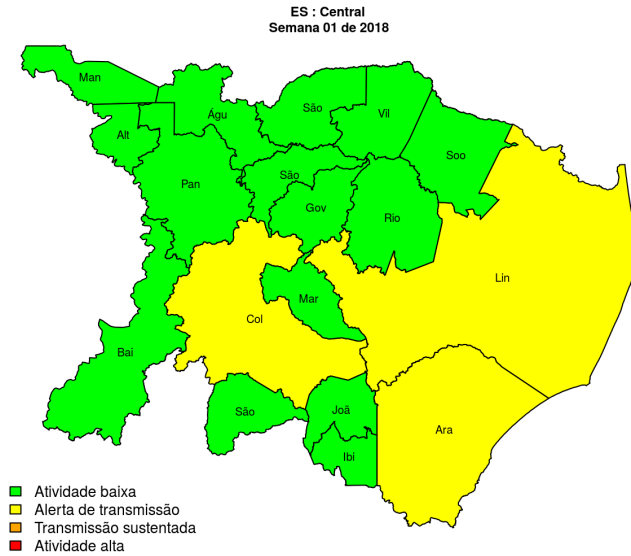 ES : Central
Semana 01 de 2018
Man
Águ
São
Vil
Alt
Soo
Pan
São
Gov
Rio
Lin
Mar
Col
Bai
São
Joã
Ara
Ibi
Atividade baixa
Alerta de transmissão
Transmissão sustentada
Atividade alta